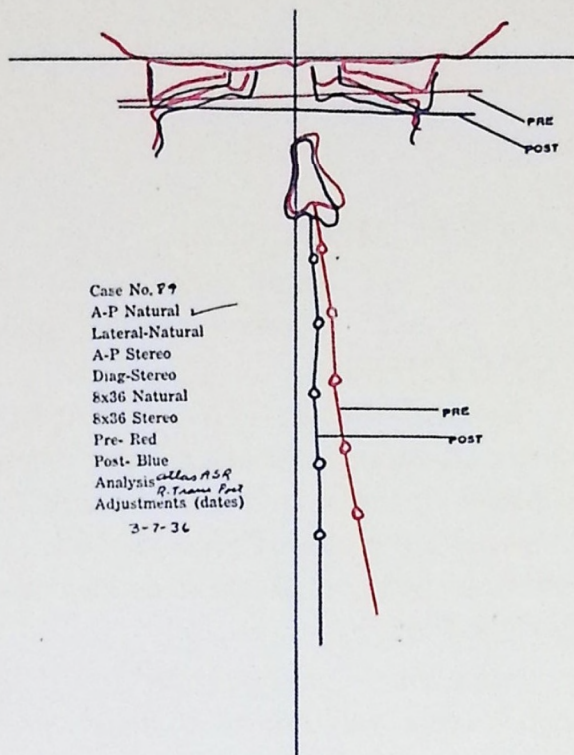 PRE
POST
Case No. 89
A-P Natural ✓
Lateral-Natural
A-P Stereo
Diag-Stereo
8x36 Natural
8x36 Stereo
PRE
Pre- Red
POST
Post- Blue
Analysis atlas ASR
R. Trans Post
Adjustments (dates)
3-7-36